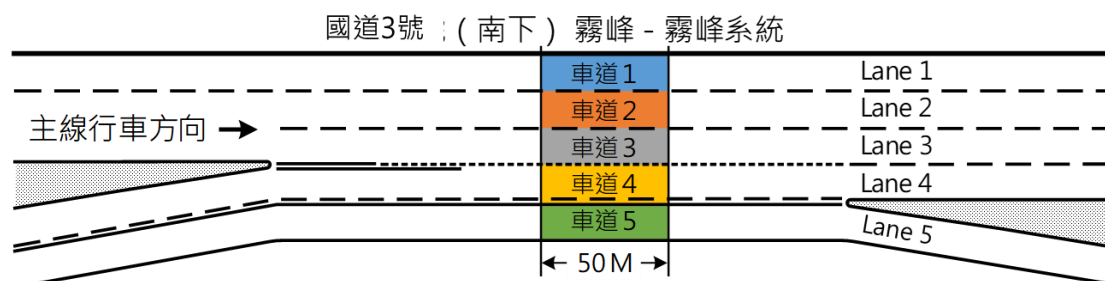 國道3號 : ( 南下 ) 霧峰 - 霧峰系統
車道1
Lane 1
車道2
Lane 2
主線行車方向
車道3
Lane 3
車道4
Lane 4
車道5
Lane 5
50M